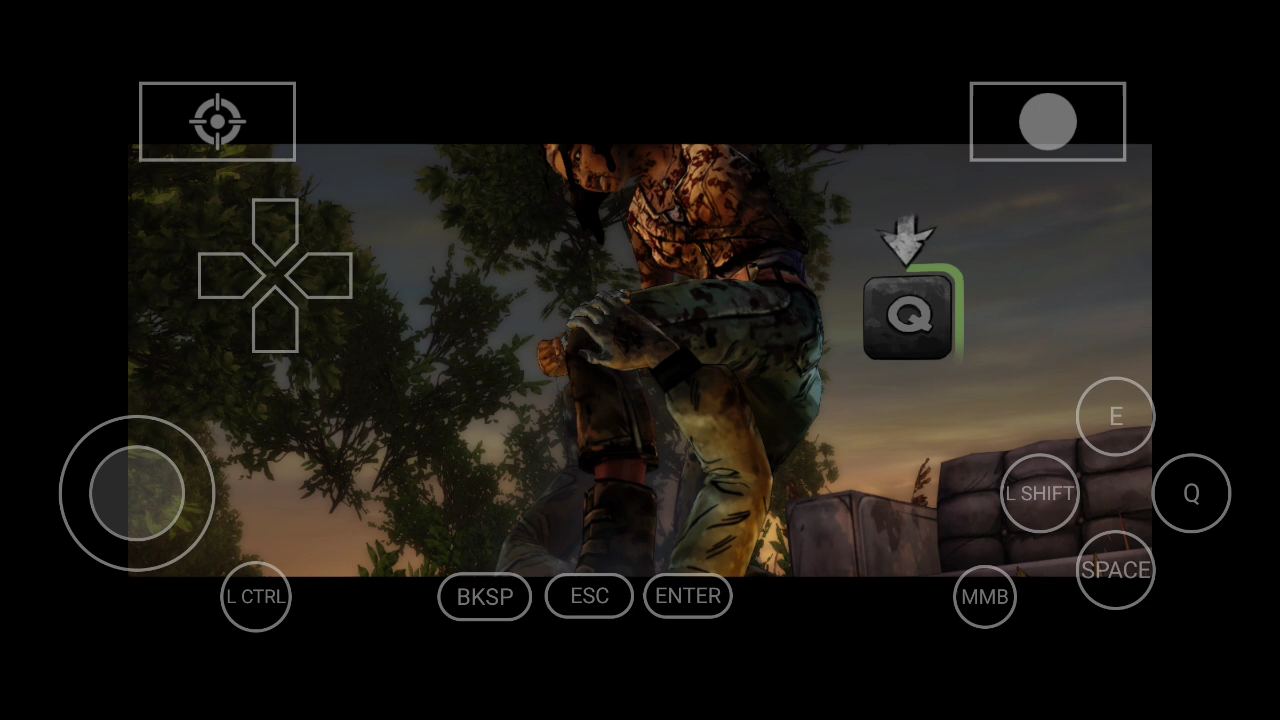 Q
E
L SHIFT
Q
SPACE
L CTRL
BKSP
ESC
ENTER
MMB